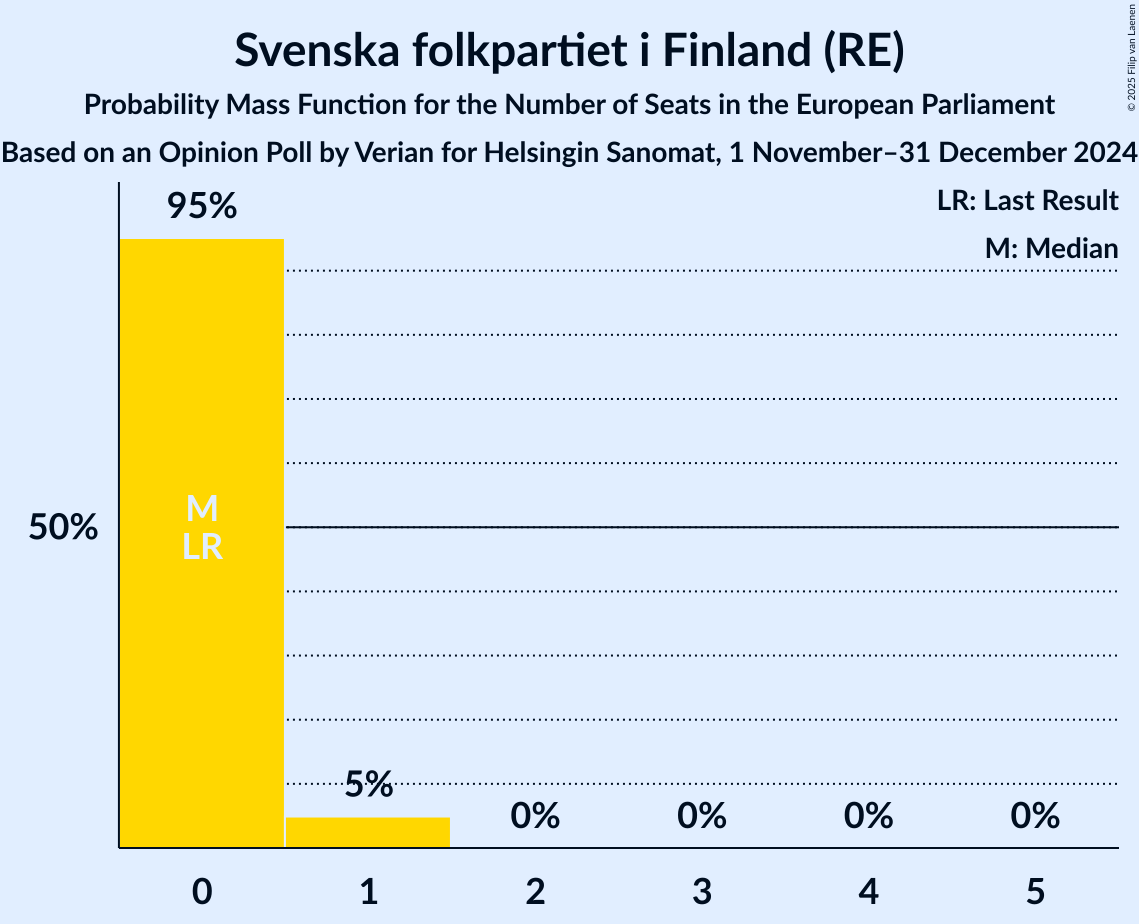 Svenska folkpartiet i Finland (RE)
Probability Mass Function for the Number of Seats in the European Parliament
Based on an Opinion Poll by Verian for Helsingin Sanomat, 1 November–31 December 2024
© 2025 Filip van Laenen
LR: Last Result
M: Median
95%
50%
M
LR
5%
0%
0%
0%
0%
0
1
2
3
4
5